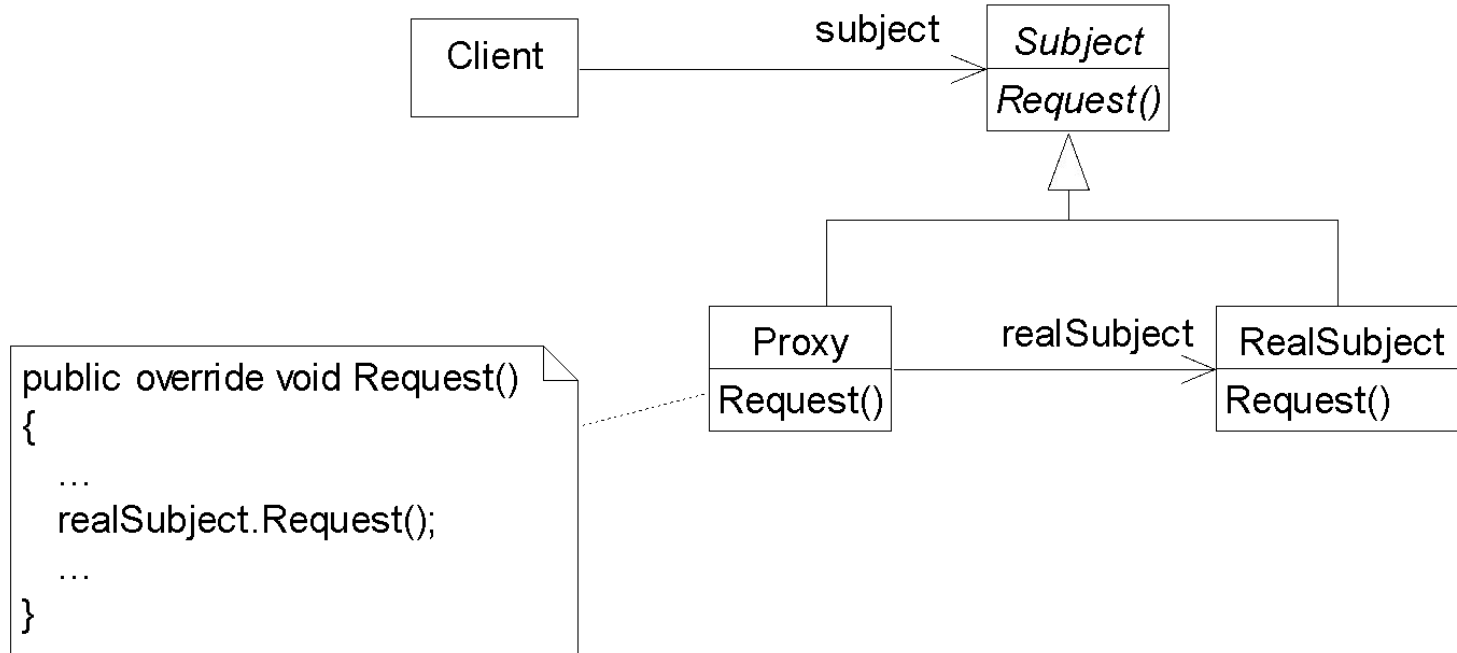 Client
subject
Subject
Request()
Proxy
Request()
realSubject
RealSubject
Request()
public override void Request()
{
...
realSubject.Request();
...
}